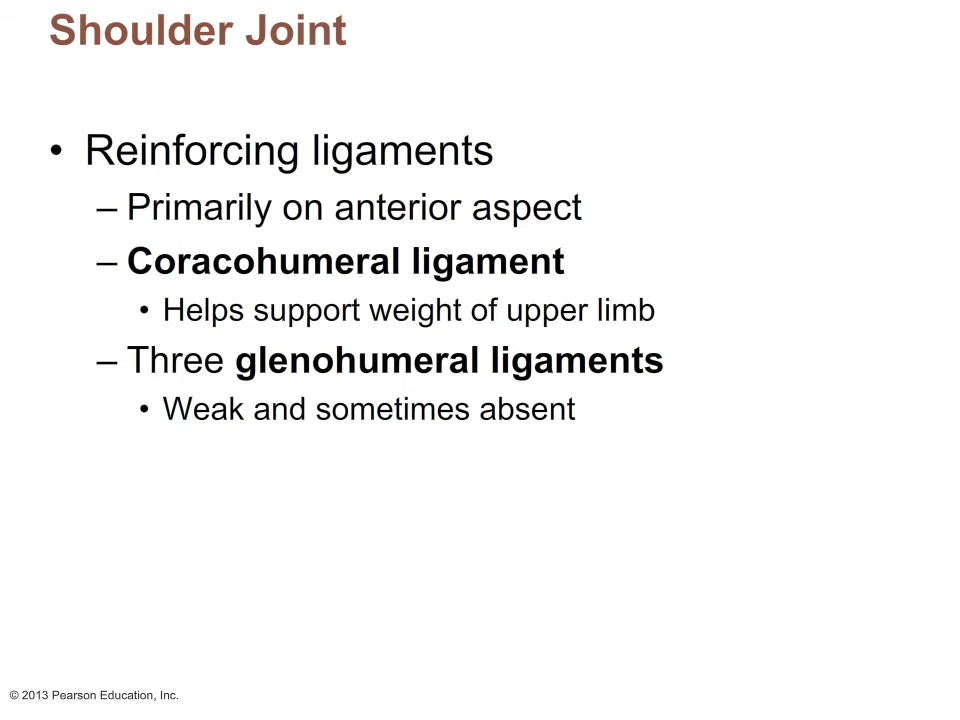 Shoulder Joint
• Reinforcing ligaments
– Primarily on anterior aspect
– Coracohumeral ligament
• Helps support weight of upper limb
– Three glenohumeral ligaments
• Weak and sometimes absent
© 2013 Pearson Education, Inc.